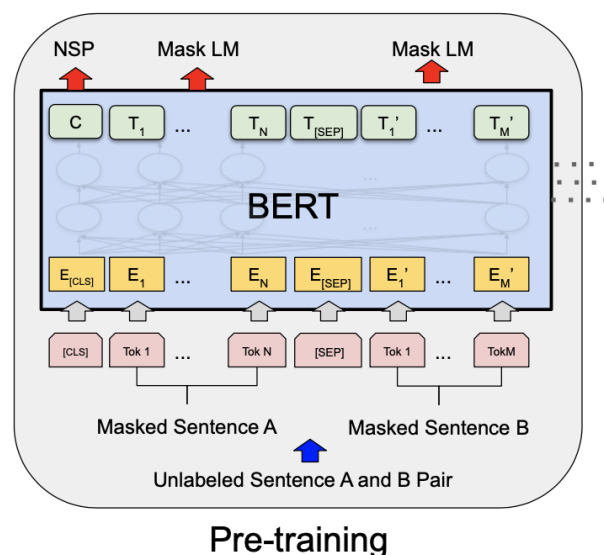 NSP Mask LM Mask LM
C T1 ... TN T[SEP] T1’ ... TM’
...
BERT
E[CLS] E1 ... EN E[SEP] E1’ ... EM’
[CLS] Tok 1 ... Tok N [SEP] Tok 1 ... TokM
Masked Sentence A Masked Sentence B
Unlabeled Sentence A and B Pair
Pre-training